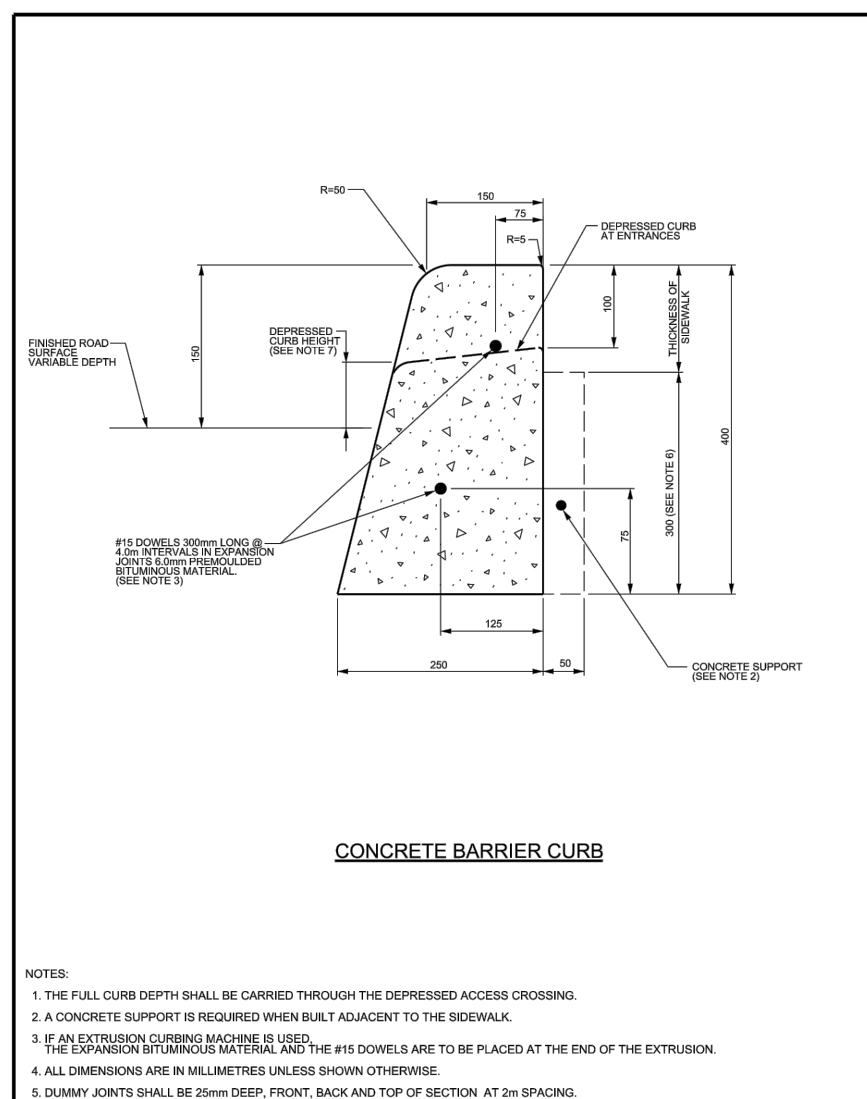 R=50
150
75
R=5
DEPRESSED CURB
AT ENTRANCES
150
100
THICKNESS OF
SIDEWALK
FINISHED ROAD
SURFACE
VARIABLE DEPTH
DEPRESSED
CURB HEIGHT
(SEE NOTE 7)
400
300 (SEE NOTE 6)
75
#15 DOWELS 300mm LONG @
4.0m INTERVALS IN EXPANSION
JOINTS 6.0mm PREMOULDED
BITUMINOUS MATERIAL.
(SEE NOTE 3)
125
250
50
CONCRETE SUPPORT
(SEE NOTE 2)
CONCRETE BARRIER CURB
NOTES:
1. THE FULL CURB DEPTH SHALL BE CARRIED THROUGH THE DEPRESSED ACCESS CROSSING.
2. A CONCRETE SUPPORT IS REQUIRED WHEN BUILT ADJACENT TO THE SIDEWALK.
3. IF AN EXTRUSION CURBING MACHINE IS USED,
THE EXPANSION BITUMINOUS MATERIAL AND THE #15 DOWELS ARE TO BE PLACED AT THE END OF THE EXTRUSION.
4. ALL DIMENSIONS ARE IN MILLIMETRES UNLESS SHOWN OTHERWISE.
5. DUMMY JOINTS SHALL BE 25mm DEEP, FRONT, BACK AND TOP OF SECTION AT 2m SPACING.